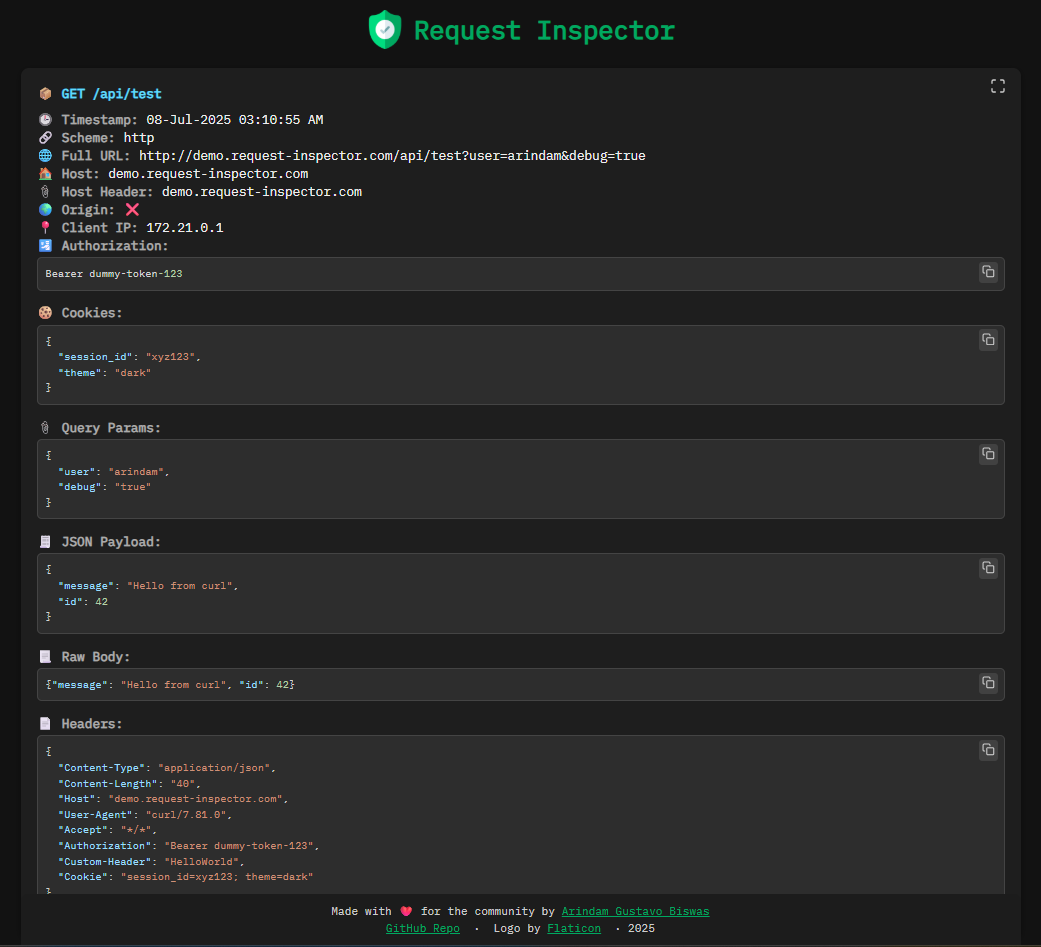 Request Inspector
GET /api/test
Timestamp: 08-Jul-2025 03:10:55 AM
Scheme: http
Full URL: http://demo.request-inspector.com/api/test?user=arindam&debug=true
Host: demo.request-inspector.com
Host Header: demo.request-inspector.com
Origin: ❌
Client IP: 172.21.0.1
Authorization:
Bearer dummy-token-123
Cookies:
{
  "session_id": "xyz123",
  "theme": "dark"
}
Query Params:
{
  "user": "arindam",
  "debug": "true"
}
JSON Payload:
{
  "message": "Hello from curl",
  "id": 42
}
Raw Body:
{"message": "Hello from curl", "id": 42}
Headers:
{
  "Content-Type": "application/json",
  "Content-Length": "40",
  "Host": "demo.request-inspector.com",
  "User-Agent": "curl/7.81.0",
  "Accept": "*/*",
  "Authorization": "Bearer dummy-token-123",
  "Custom-Header": "HelloWorld",
  "Cookie": "session_id=xyz123; theme=dark"
}
Made with ❤️ for the community by Arindam Gustavo Biswas
GitHub Repo · Logo by Flaticon · 2025